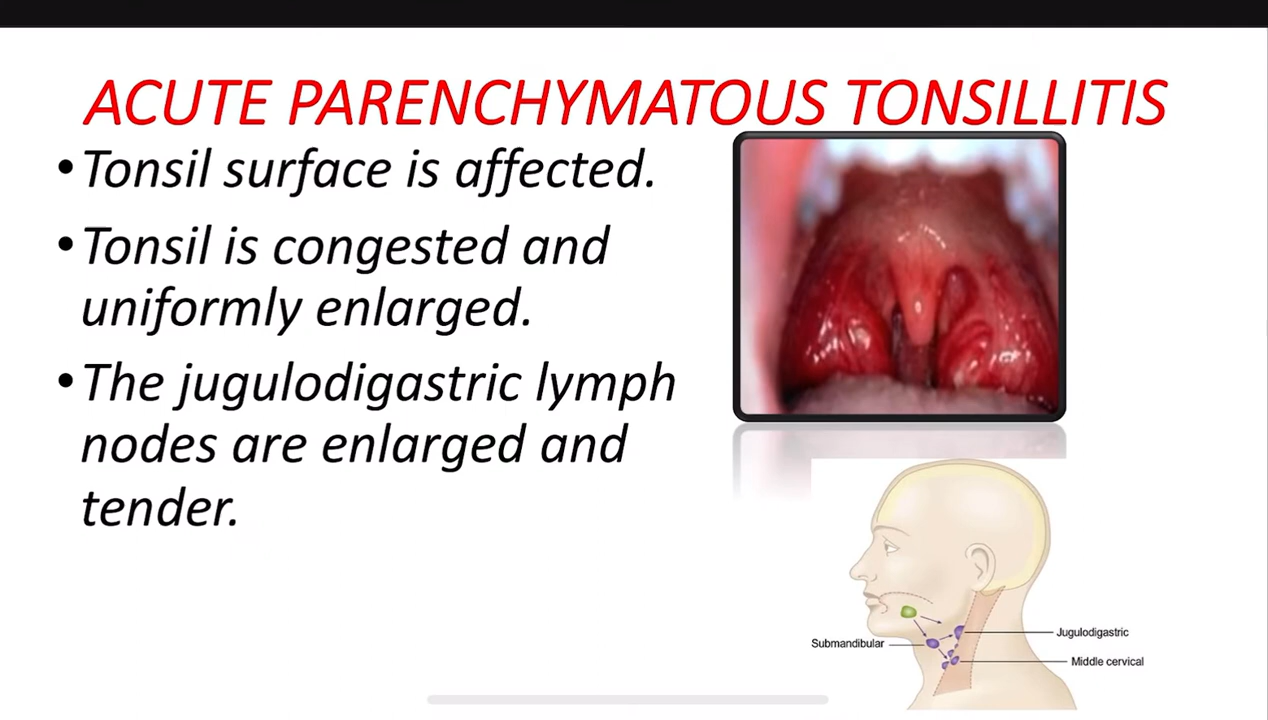 ACUTE PARENCHYMATOUS TONSILLITIS
•Tonsil surface is affected.
•Tonsil is congested and
uniformly enlarged.
•The jugulodigastric lymph
nodes are enlarged and
tender.
Jugulodigastric
Submandibular
Middle cervical